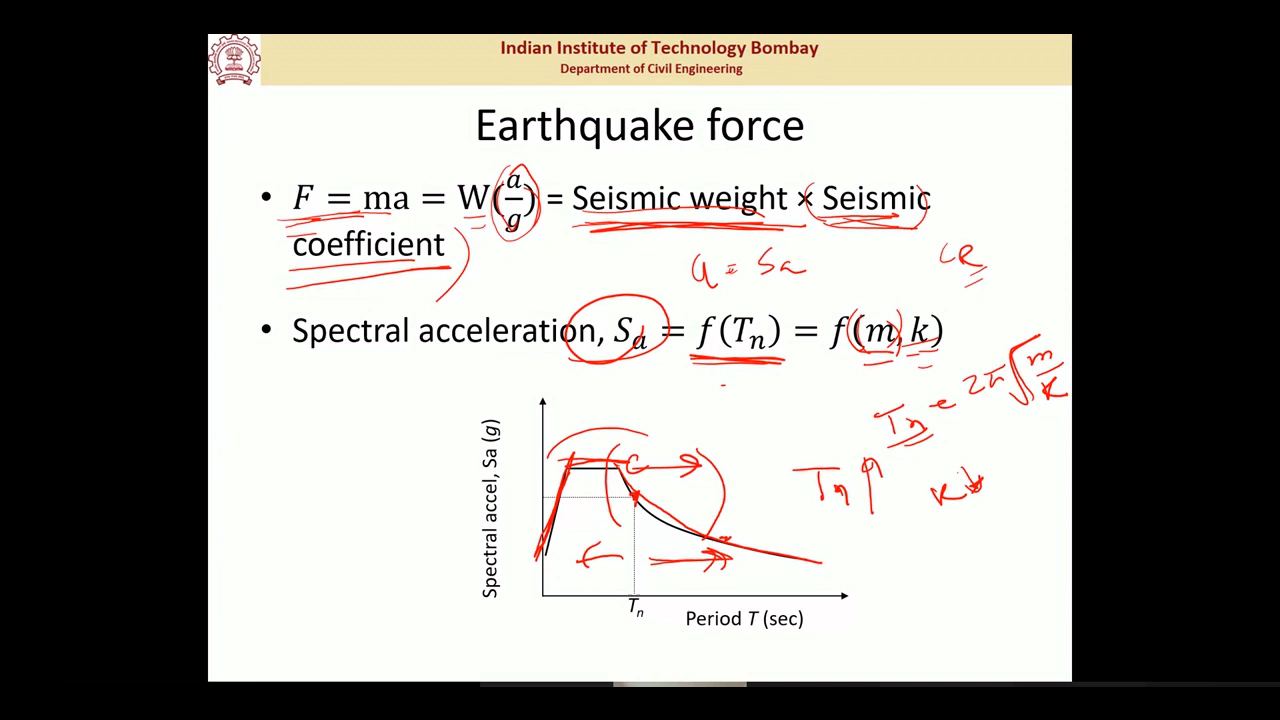 Indian Institute of Technology Bombay
Department of Civil Engineering
Earthquake force
• F = ma = W(a/g) = Seismic weight × Seismic
coefficient
a = Sa
• Spectral acceleration, Sₐ = f(Tₙ) = f(m, k)
Tn = 2π√(m/k)
Tn ↑ K ↓
Spectral accel, Sa (g)
Tₙ
Period T (sec)